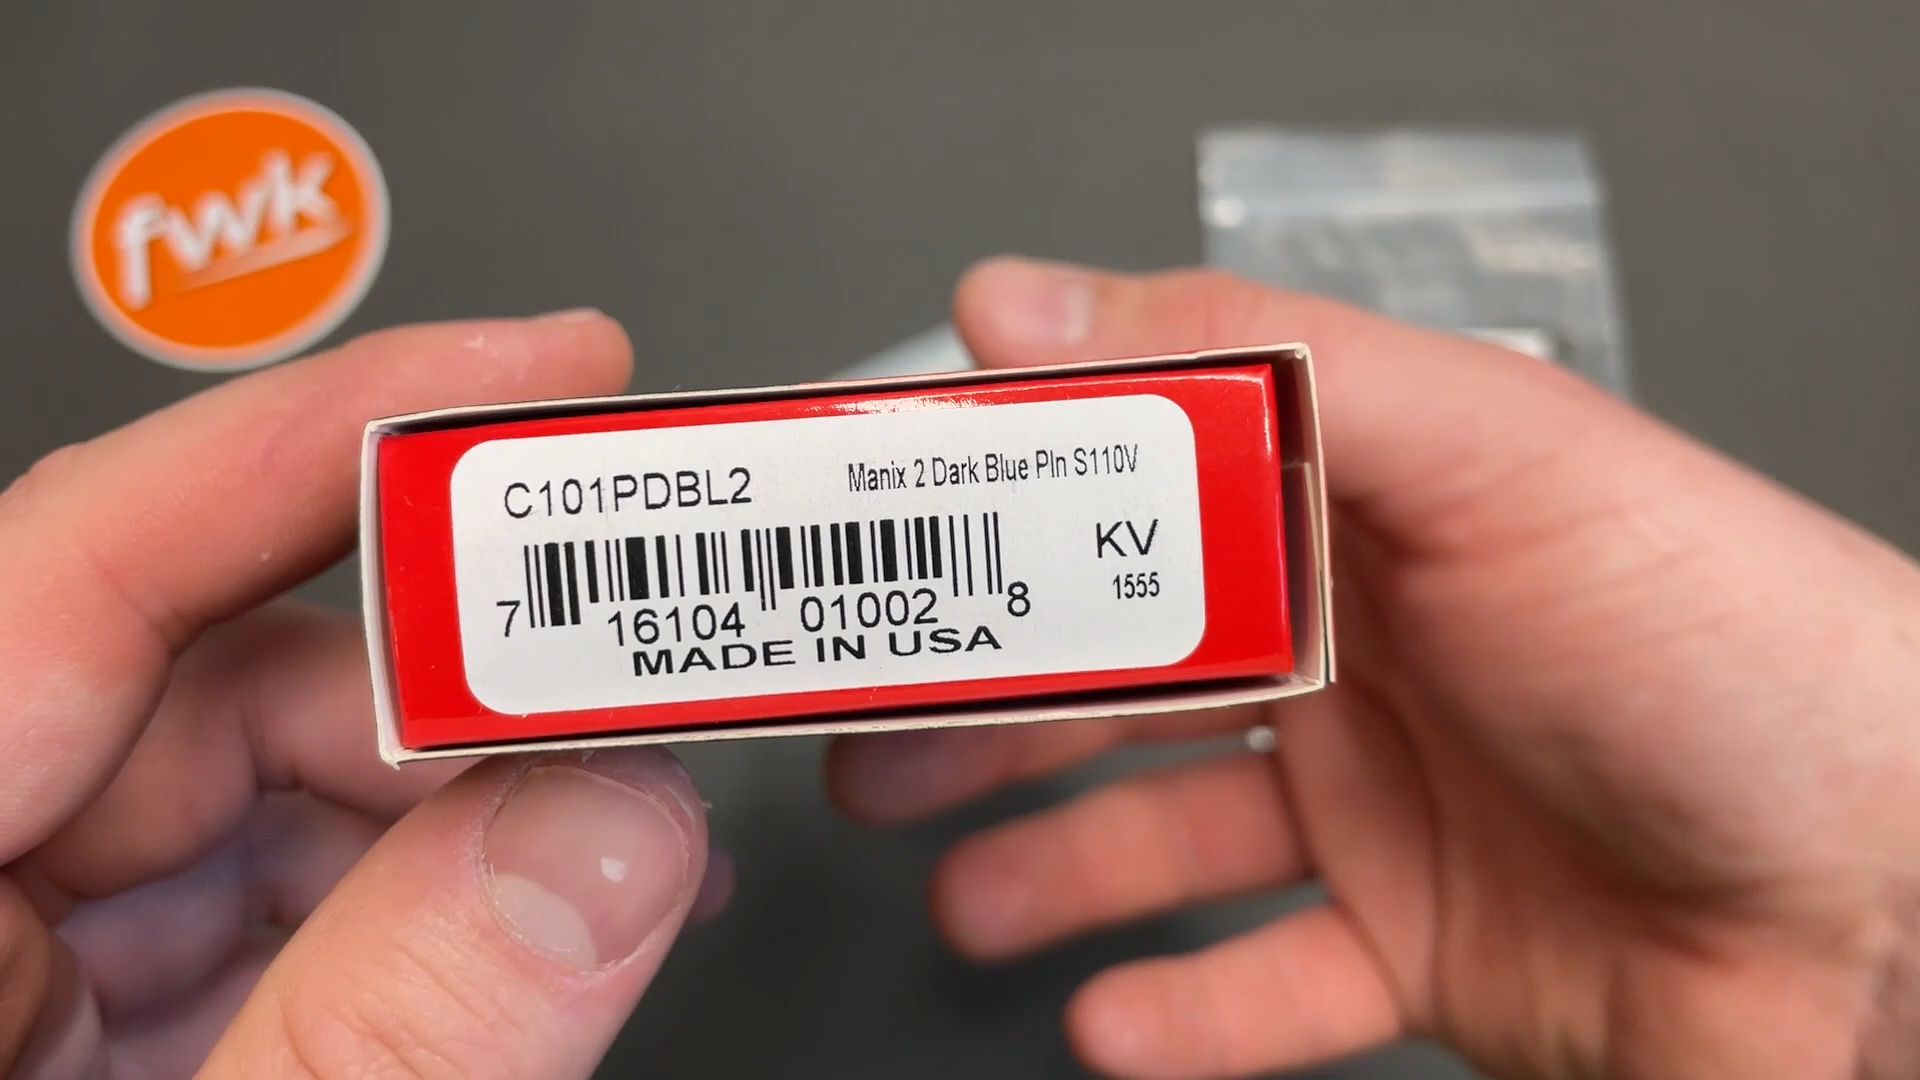 fwk
C101PDBL2
Manix 2 Dark Blue Pln S110V
KV
1555
7 16104 01002 8
MADE IN USA